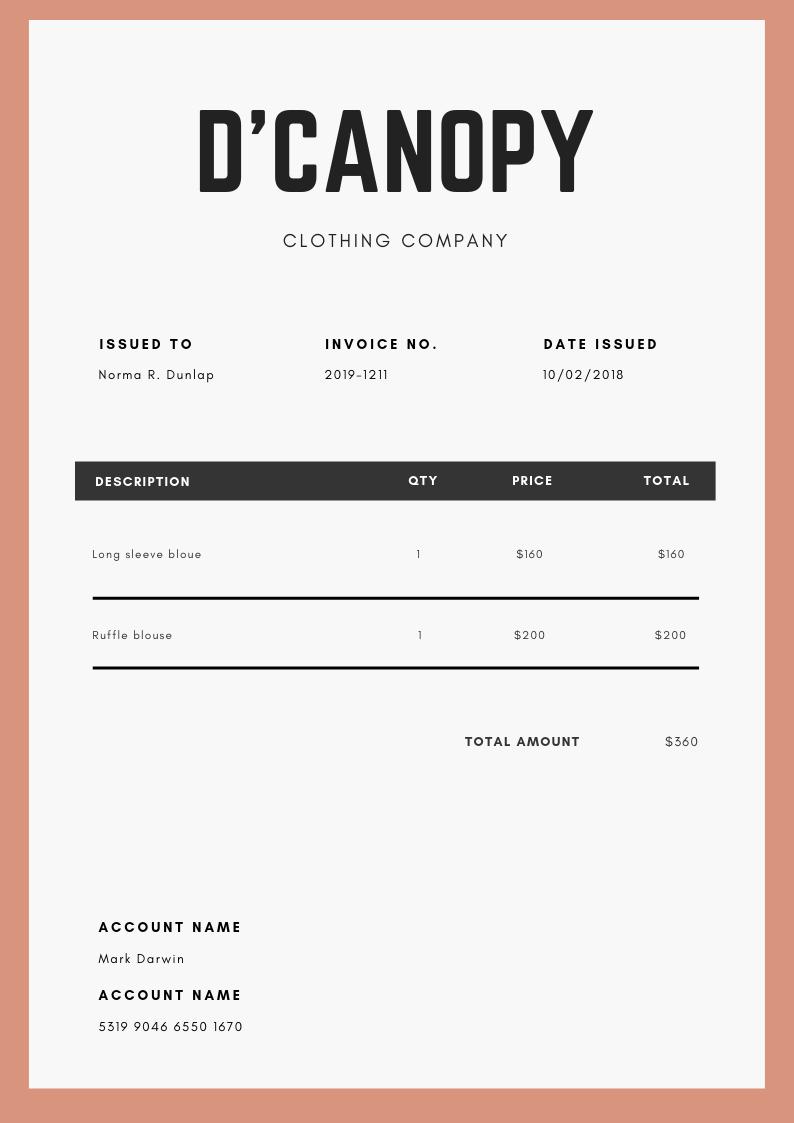 D'CANOPY
CLOTHING COMPANY
ISSUED TO INVOICE NO. DATE ISSUED
Norma R. Dunlap 2019-1211 10/02/2018
DESCRIPTION QTY PRICE TOTAL
Long sleeve bloue 1 $160 $160
Ruffle blouse 1 $200 $200
TOTAL AMOUNT $360
ACCOUNT NAME
Mark Darwin
ACCOUNT NAME
5319 9046 6550 1670